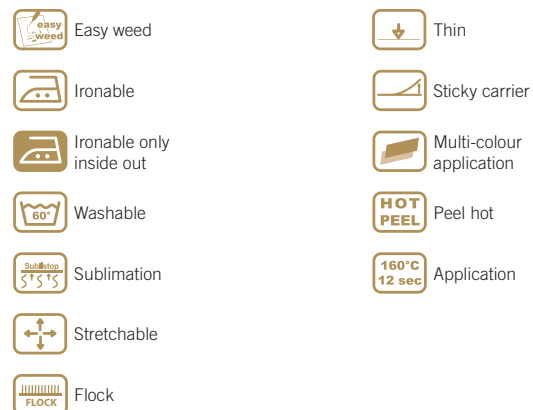 easy
weed
Easy weed
Ironable
Ironable only
inside out
60°
Washable
Sublistop
Sublimation
Stretchable
FLOCK
Flock
Thin
Sticky carrier
Multi-colour
application
HOT
PEEL
Peel hot
160°C
12 sec
Application